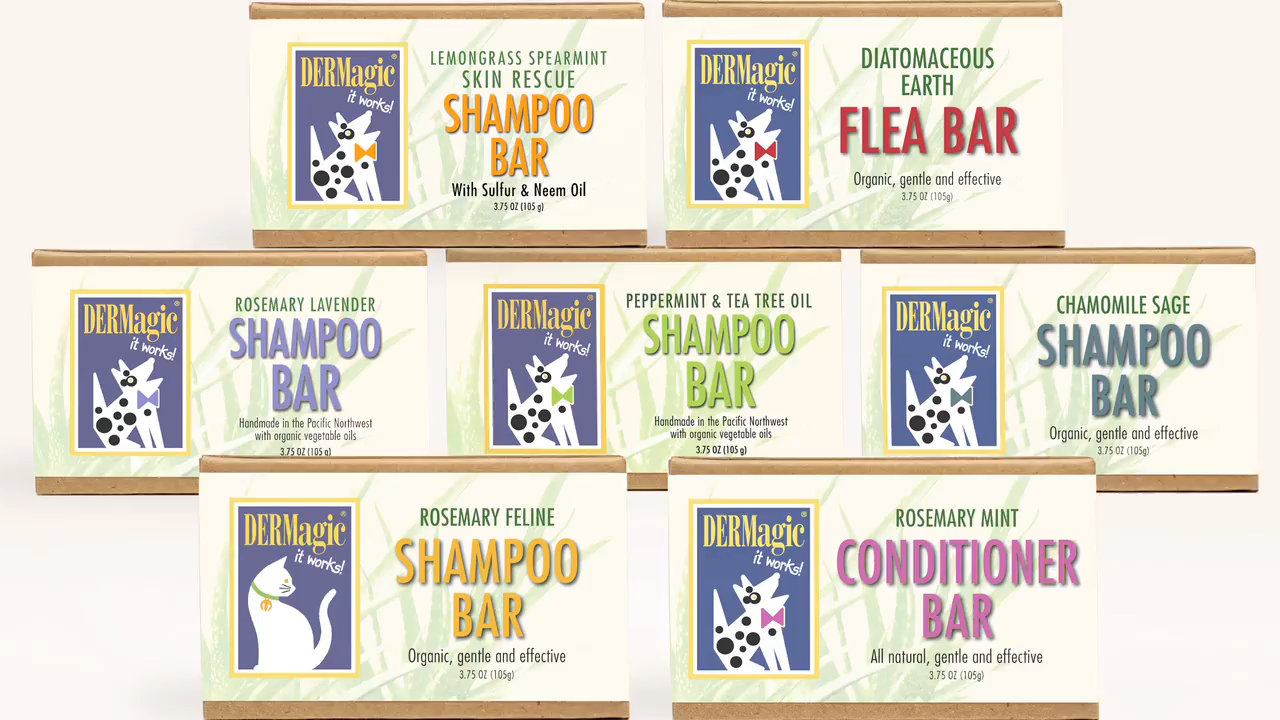 DERMagic®
it works!
LEMONGRASS SPEARMINT
SKIN RESCUE
SHAMPOO
BAR
With Sulfur & Neem Oil
3.75 OZ (105 g)
DERMagic®
it works!
DIATOMACEOUS
EARTH
FLEA BAR
Organic, gentle and effective
3.75 OZ (105g)
DERMagic®
it works!
ROSEMARY LAVENDER
SHAMPOO
BAR
Handmade in the Pacific Northwest
with organic vegetable oils
3.75 OZ (105 g)
DERMagic®
it works!
PEPPERMINT & TEA TREE OIL
SHAMPOO
BAR
Handmade in the Pacific Northwest
with organic vegetable oils
3.75 OZ (105 g)
DERMagic®
it works!
CHAMOMILE SAGE
SHAMPOO
BAR
Organic, gentle and effective
3.75 OZ (105g)
DERMagic®
it works!
ROSEMARY FELINE
SHAMPOO
BAR
Organic, gentle and effective
3.75 OZ (105g)
DERMagic®
it works!
ROSEMARY MINT
CONDITIONER
BAR
All natural, gentle and effective
3.75 OZ (105g)